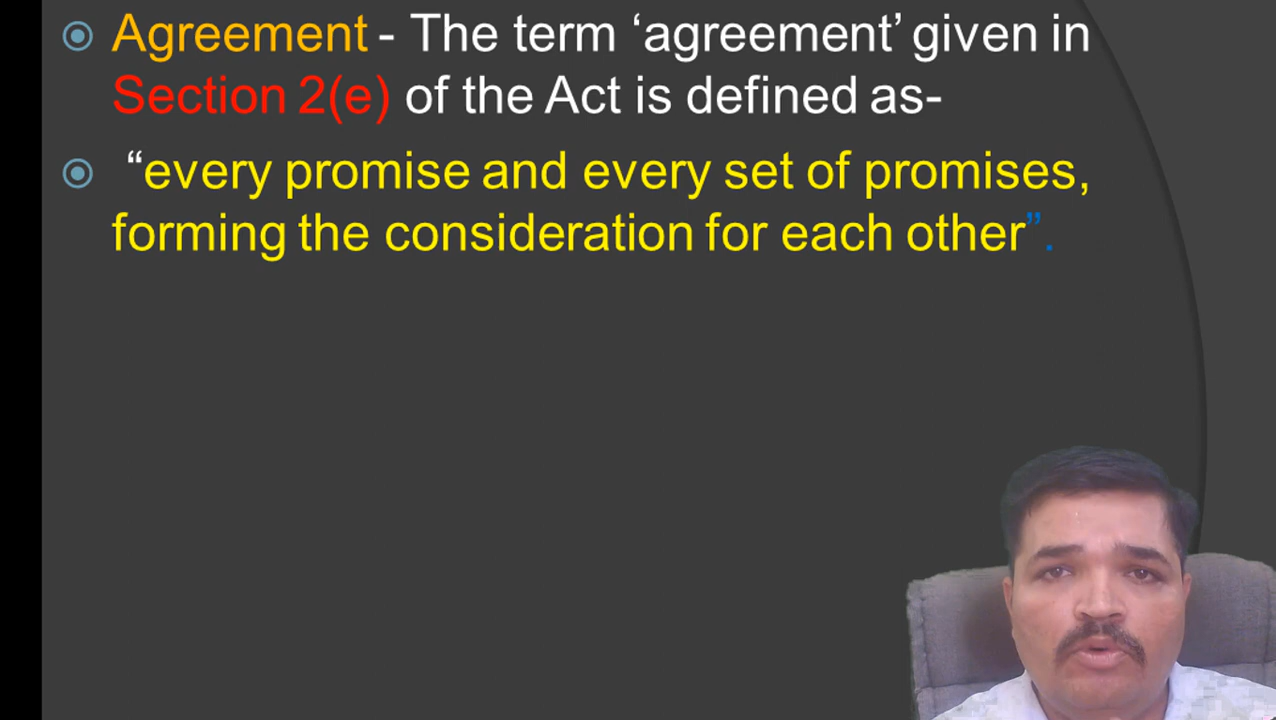 Agreement - The term ‘agreement’ given in
Section 2(e) of the Act is defined as-
“every promise and every set of promises,
forming the consideration for each other”.